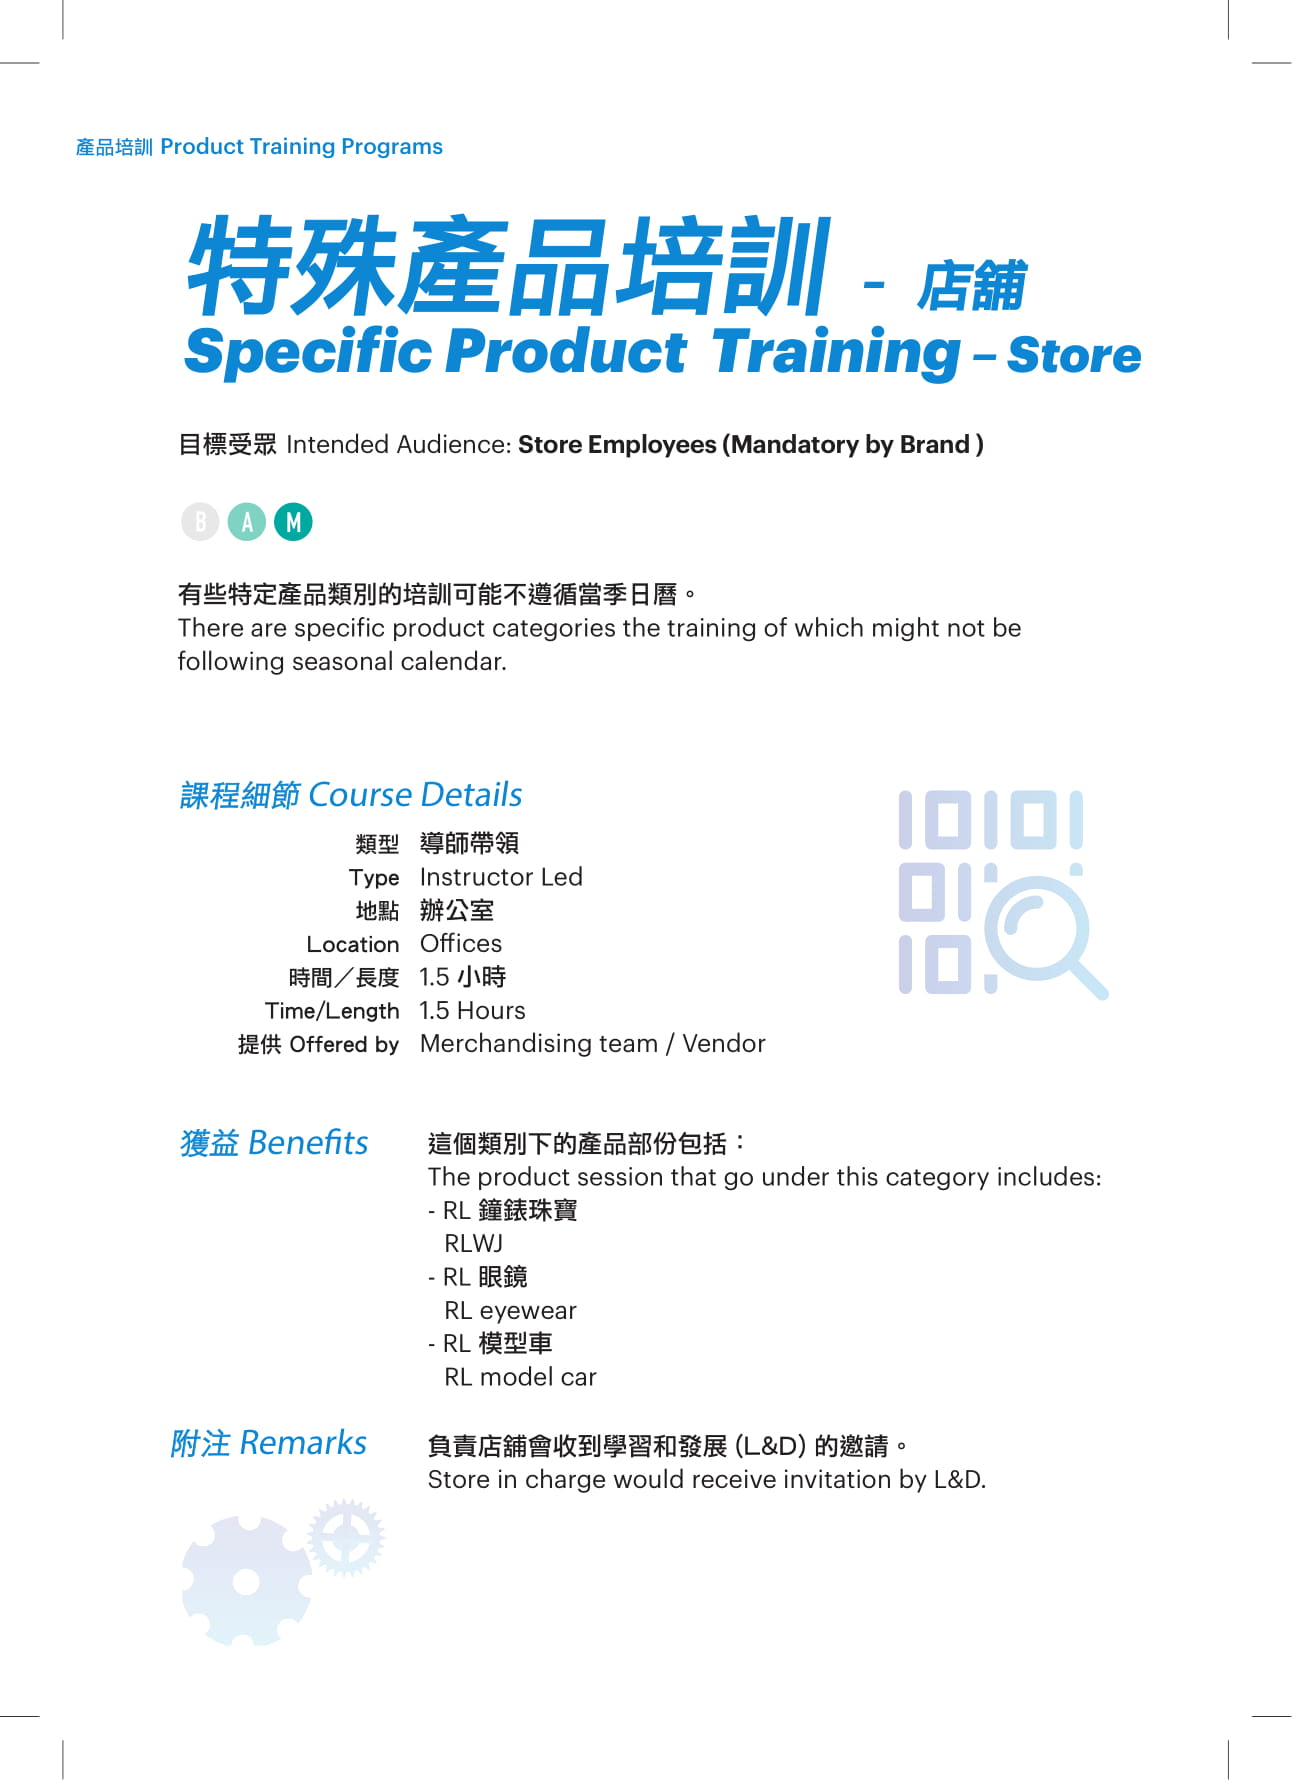 產品培訓 Product Training Programs
特殊產品培訓 - 店舖
Specific Product Training – Store
目標受眾 Intended Audience: Store Employees (Mandatory by Brand )
B A M
有些特定產品類別的培訓可能不遵循當季日曆。
There are specific product categories the training of which might not be
following seasonal calendar.
課程細節 Course Details
類型 導師帶領
Type Instructor Led
地點 辦公室
Location Offices
時間／長度 1.5 小時
Time/Length 1.5 Hours
提供 Offered by Merchandising team / Vendor
獲益 Benefits 這個類別下的產品部份包括：
The product session that go under this category includes:
- RL 鐘錶珠寶
RLWJ
- RL 眼鏡
RL eyewear
- RL 模型車
RL model car
附注 Remarks 負責店舖會收到學習和發展 (L&D) 的邀請。
Store in charge would receive invitation by L&D.